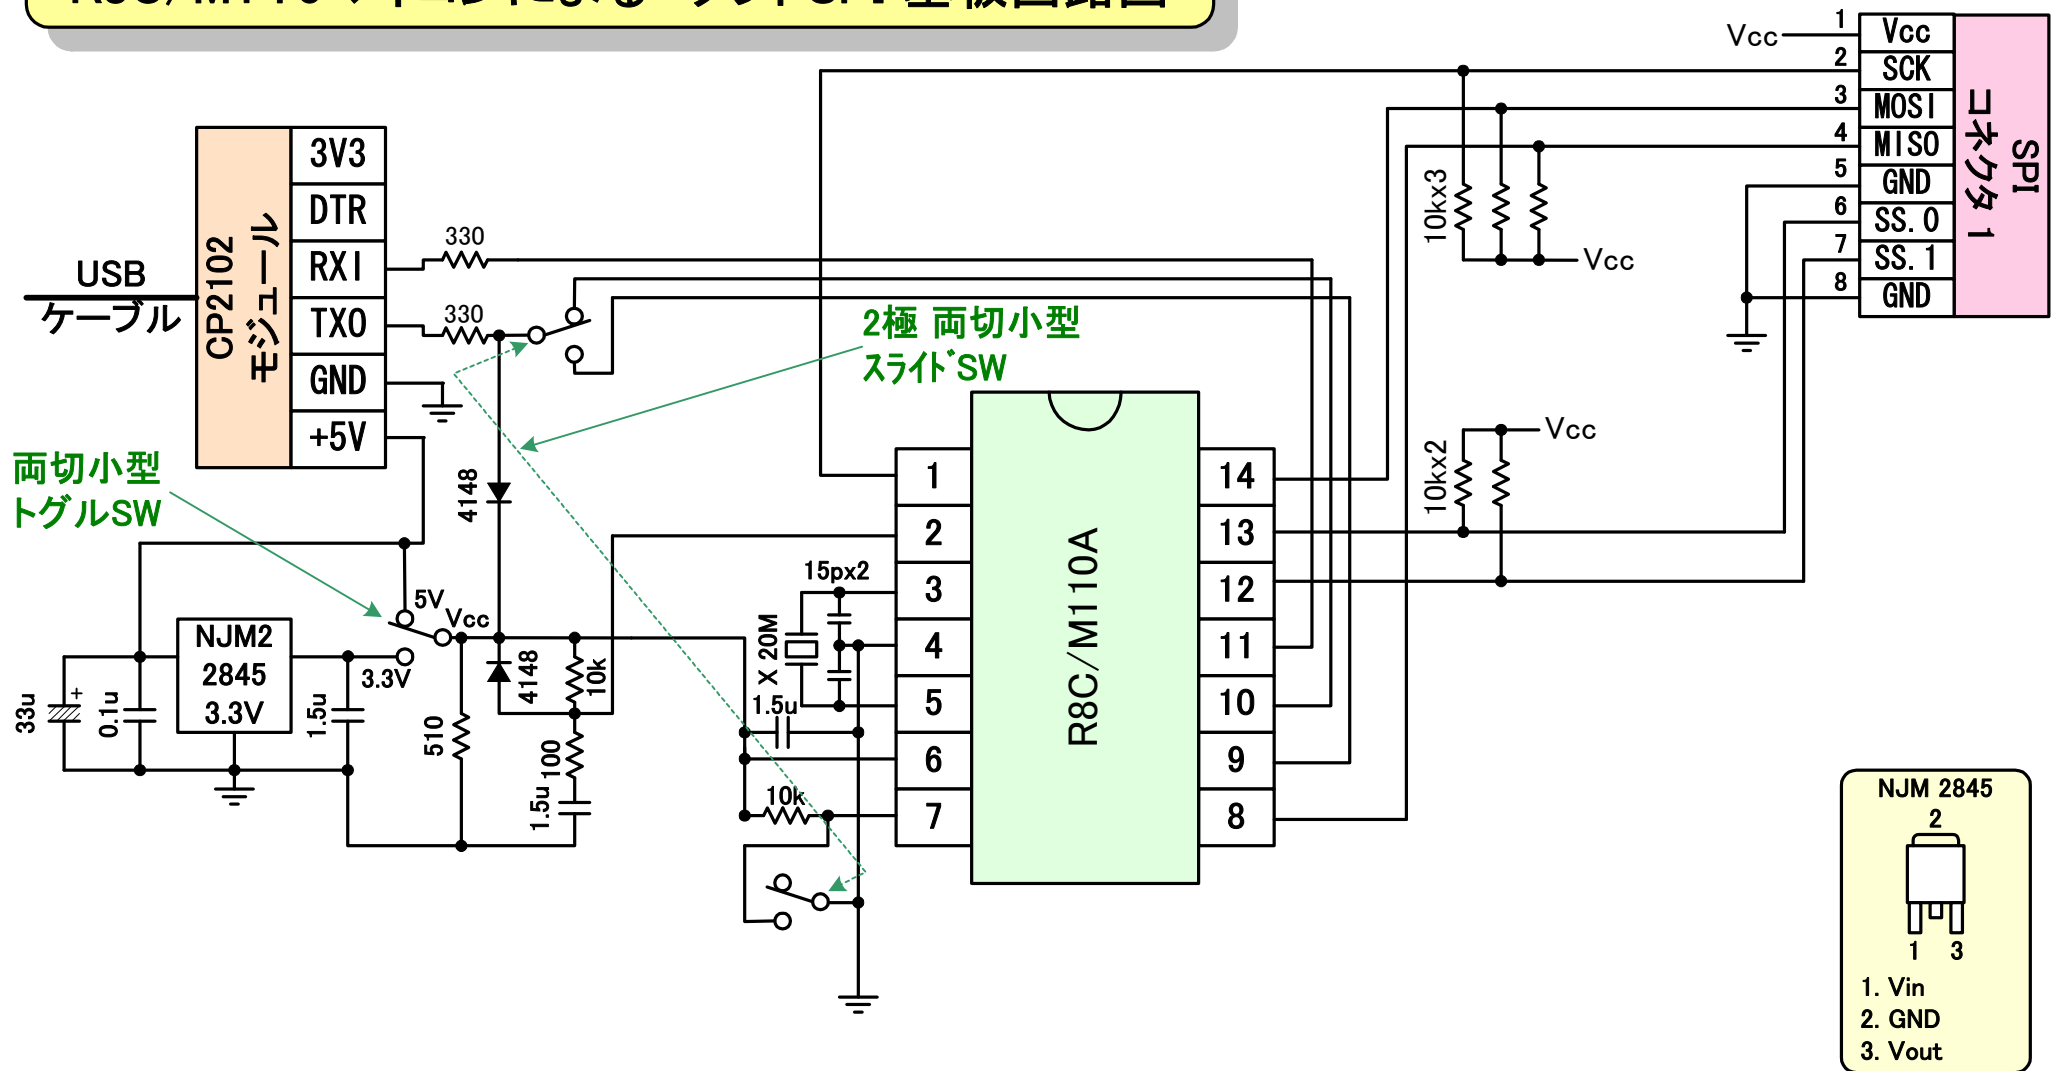 1
Vcc
Vcc
2
SCK
3
MOSI
4
MISO
5
GND
6
SS.0
7
SS.1
8
GND
SPI
コネクタ 1
10kx3
Vcc
3V3
DTR
RXI
TXO
GND
+5V
CP2102
モジュール
USB
ケーブル
330
330
2極 両切小型
スライドSW
両切小型
トグルSW
4148
Vcc
10kx2
5V
Vcc
3.3V
NJM2
2845
3.3V
33u
+
0.1u
1.5u
510
4148
10k
100
1.5u
15px2
X 20M
1.5u
10k
1
2
3
4
5
6
7
R8C/M110A
14
13
12
11
10
9
8
NJM 2845
2
1 3
1. Vin
2. GND
3. Vout